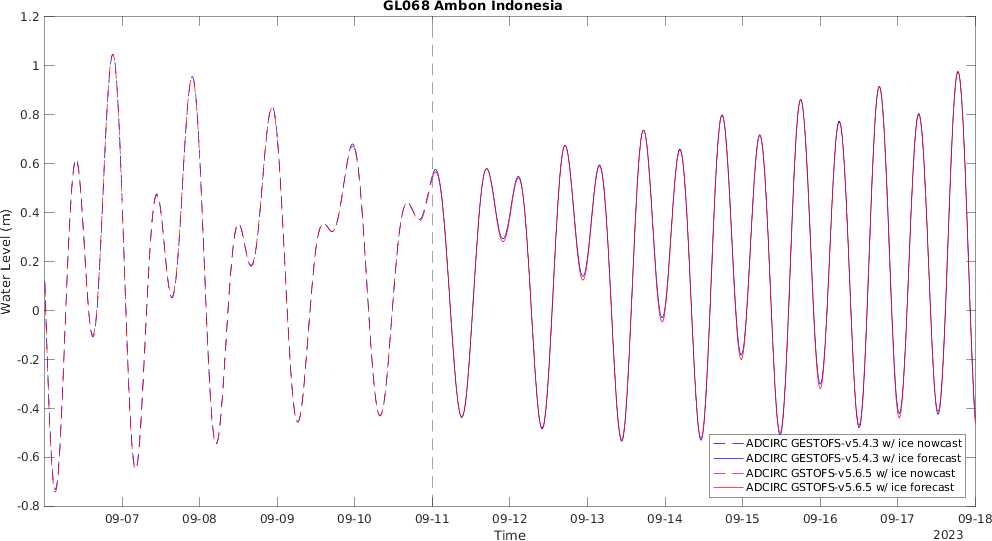 GL068 Ambon Indonesia
1.2
1
0.8
0.6
0.4
0.2
0
-0.2
-0.4
-0.6
-0.8
Water Level (m)
ADCIRC GESTOFS-v5.4.3 w/ ice nowcast
ADCIRC GESTOFS-v5.4.3 w/ ice forecast
ADCIRC GSTOFS-v5.6.5 w/ ice nowcast
ADCIRC GSTOFS-v5.6.5 w/ ice forecast
09-07 09-08 09-09 09-10 09-11 09-12 09-13 09-14 09-15 09-16 09-17 09-18
Time
2023